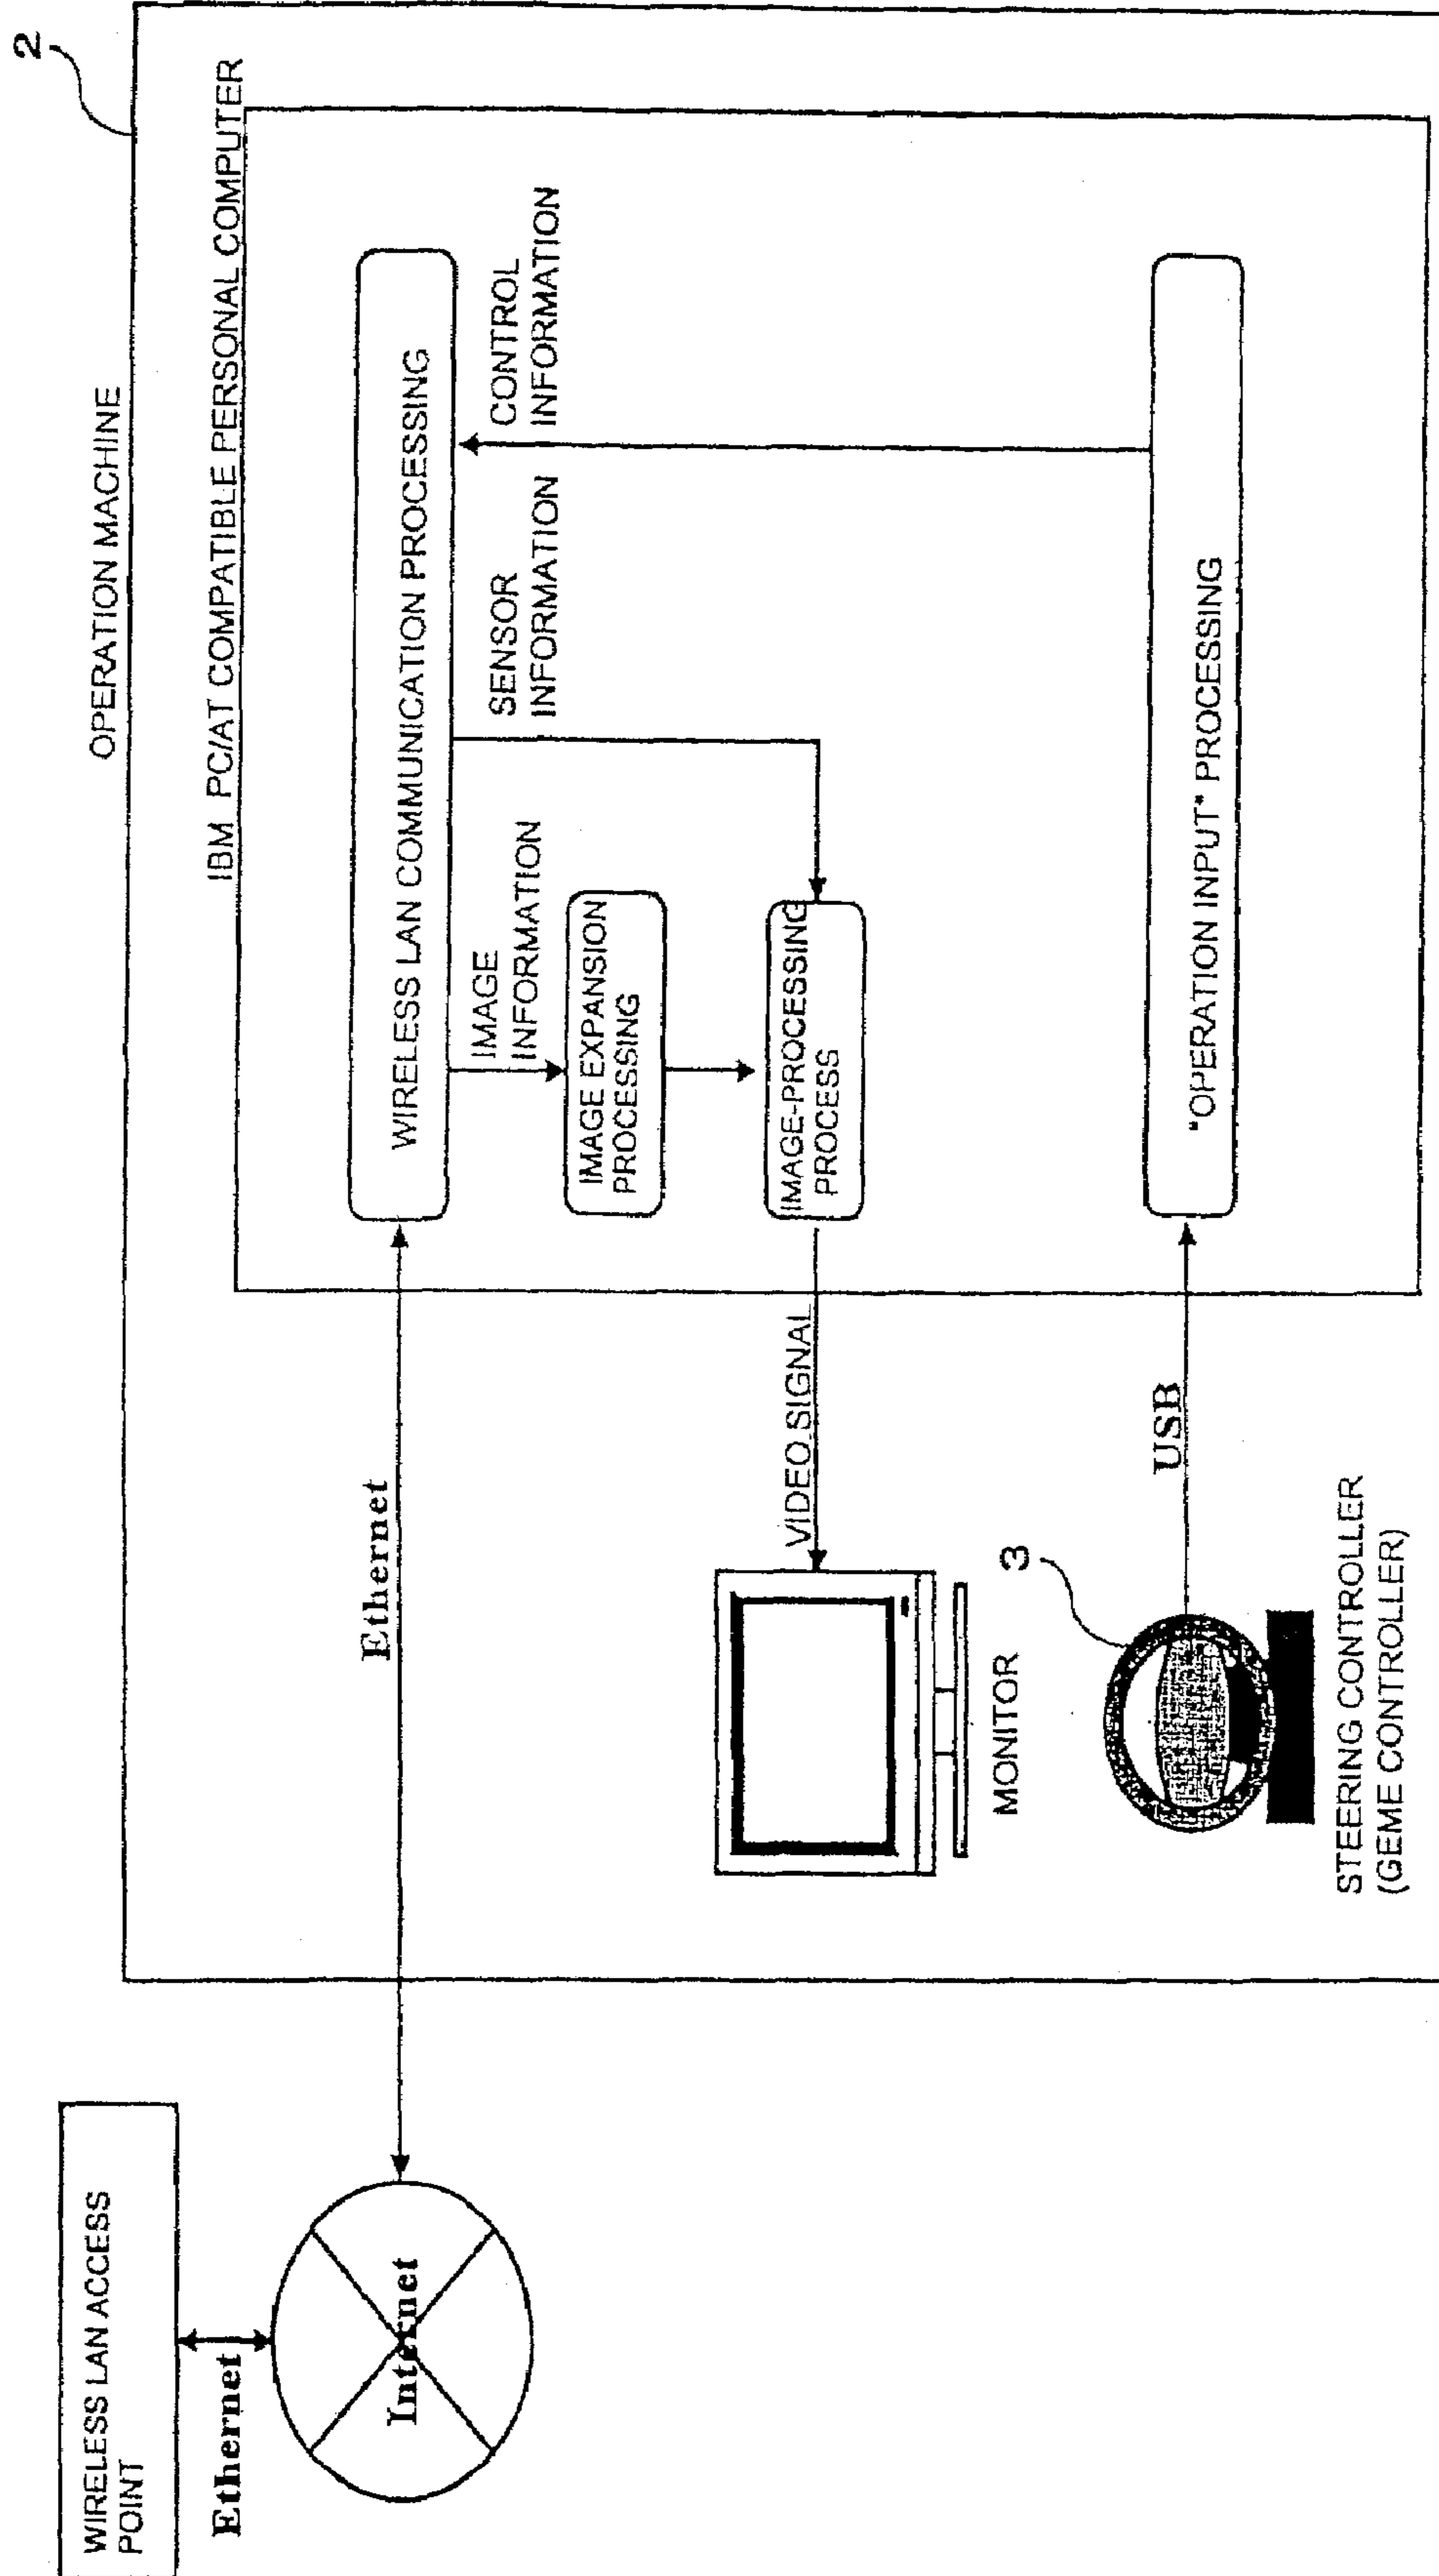 WIRELESS LAN ACCESS
POINT
Ethernet
Internet
Ethernet
OPERATION MACHINE
2
IBM PC/AT COMPATIBLE PERSONAL COMPUTER
WIRELESS LAN COMMUNICATION PROCESSING
IMAGE
INFORMATION
SENSOR
INFORMATION
CONTROL
INFORMATION
IMAGE EXPANSION
PROCESSING
VIDEO SIGNAL
IMAGE-PROCESSING
PROCESS
MONITOR
3
USB
"OPERATION INPUT" PROCESSING
STEERING CONTROLLER
(GEME CONTROLLER)